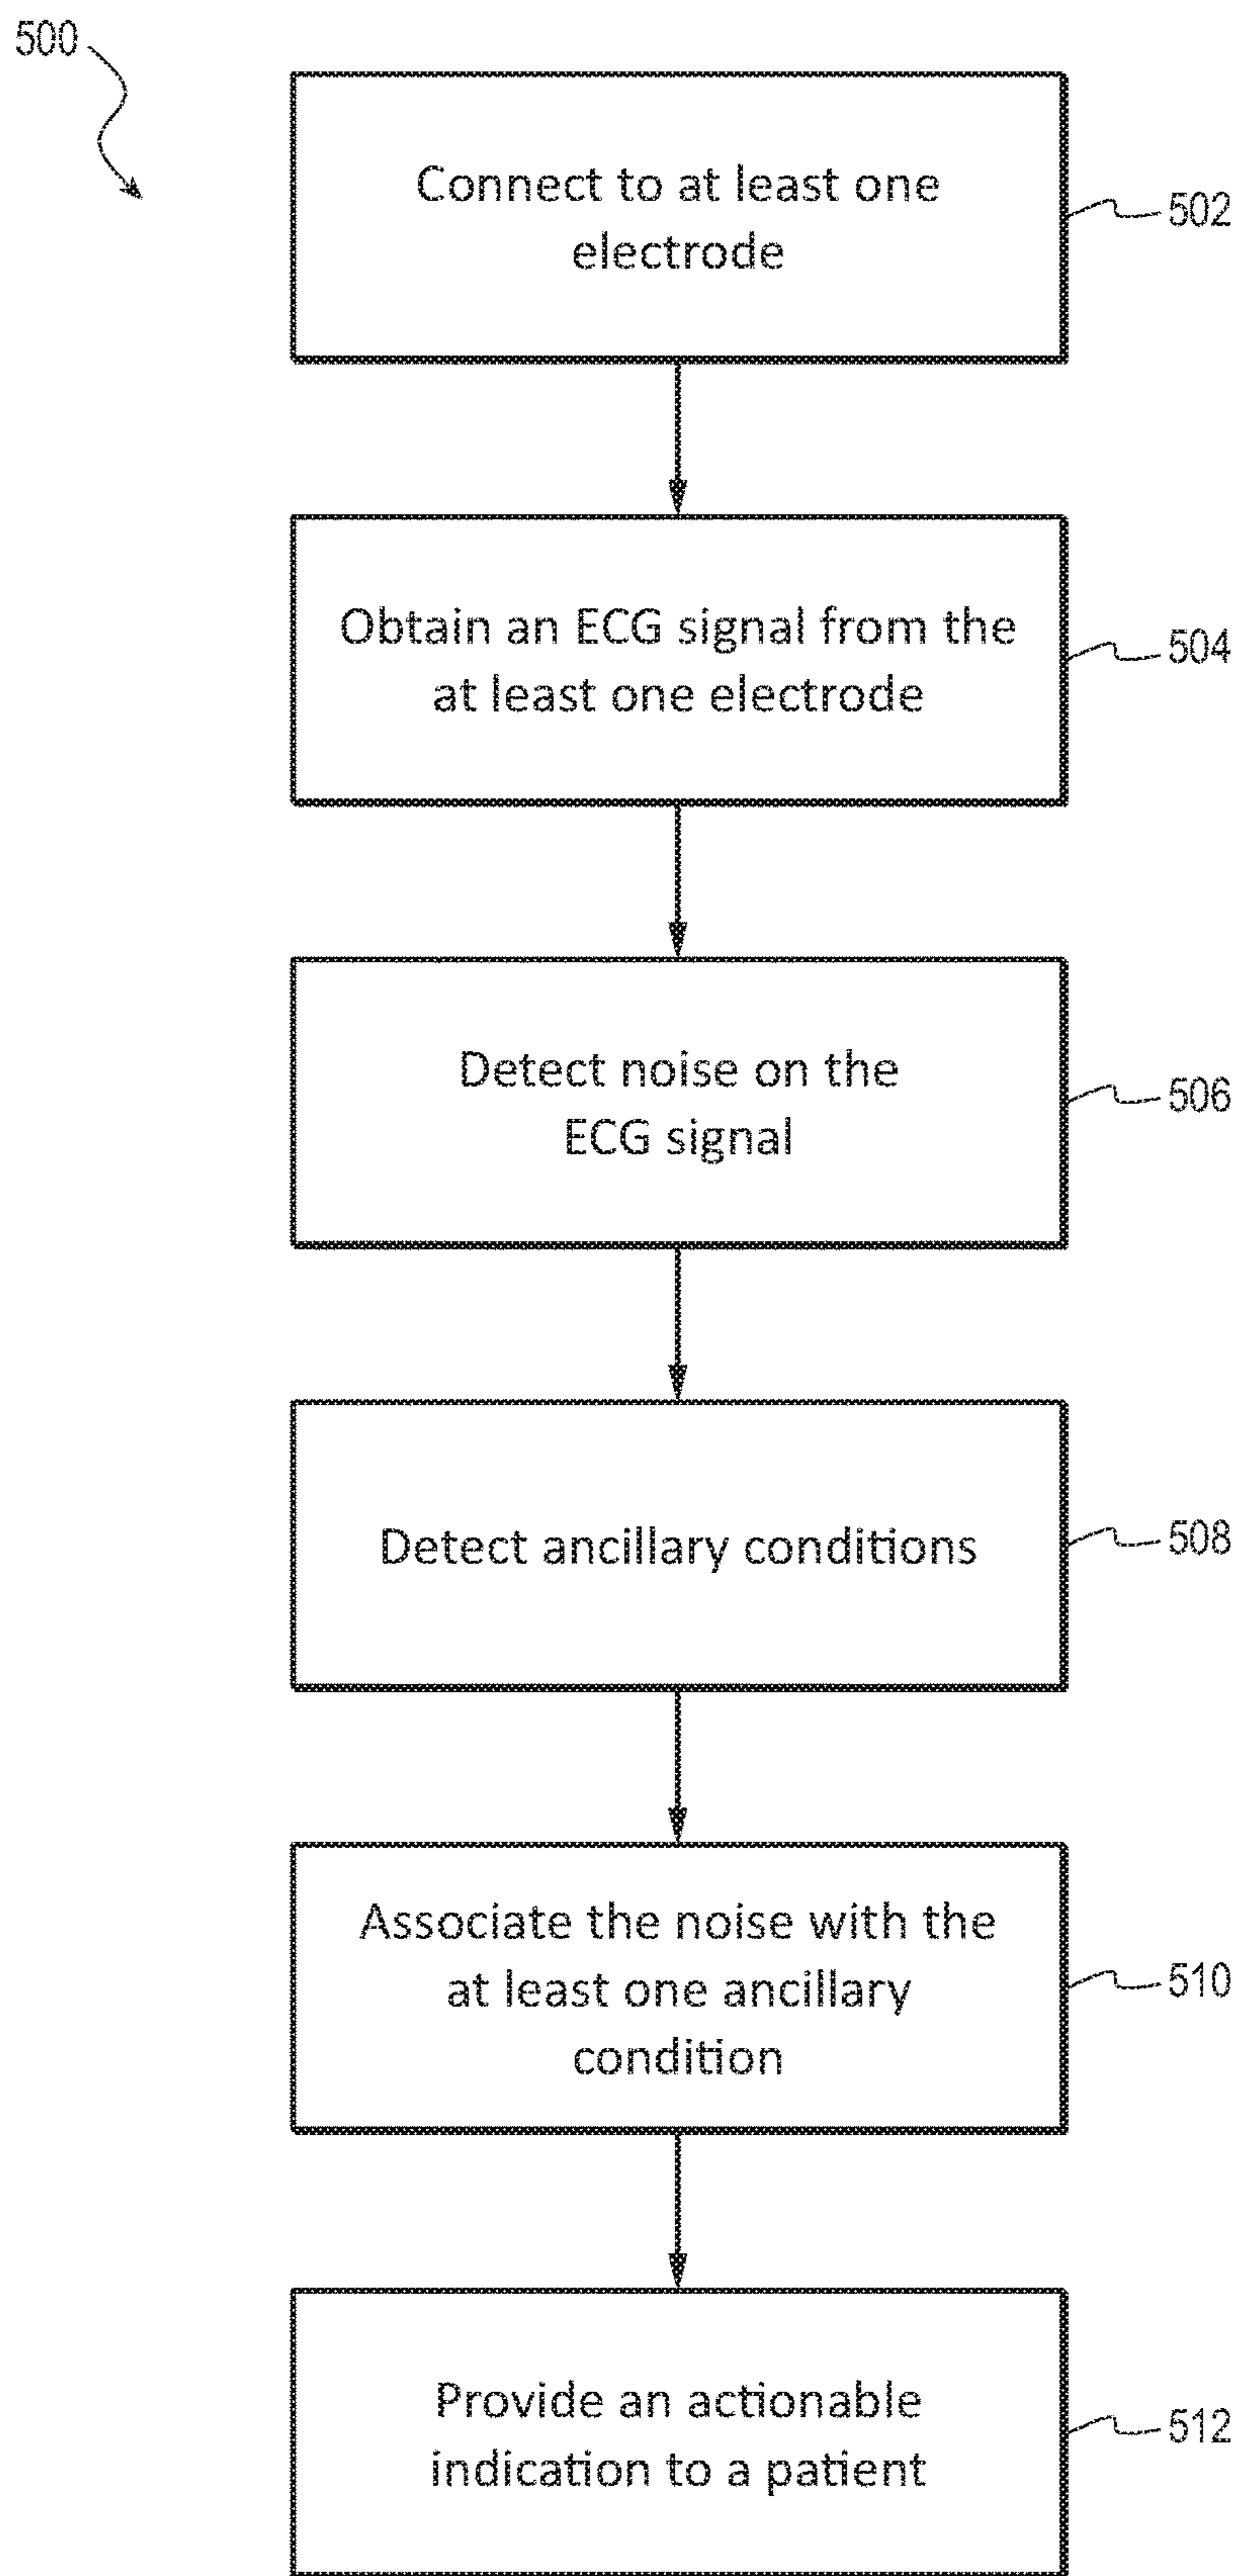 500
Connect to at least one
electrode
502
Obtain an ECG signal from the
at least one electrode
504
Detect noise on the
ECG signal
506
Detect ancillary conditions
508
Associate the noise with the
at least one ancillary
condition
510
Provide an actionable
indication to a patient
512